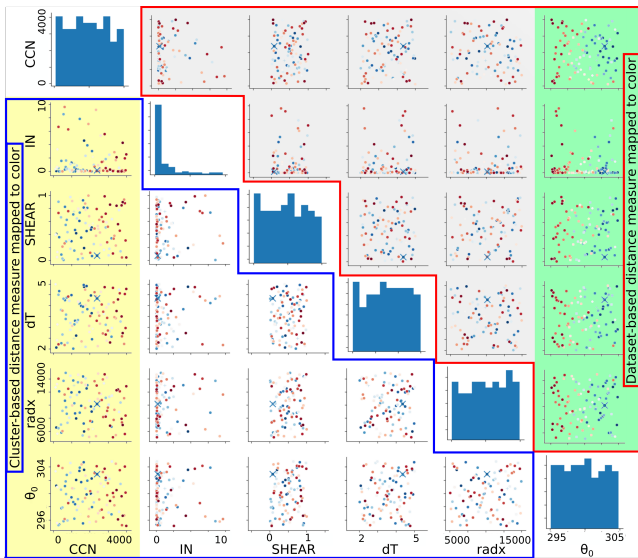 CCN
4000
0
Dataset-based distance measure mapped to color
Cluster-based distance measure mapped to color
IN
10
0
SHEAR
1
0
dT
5
2
radx
14000
6000
θ0
304
296
0 4000 0 10 0 1 2 5 5000 15000 295 305
CCN IN SHEAR dT radx θ0